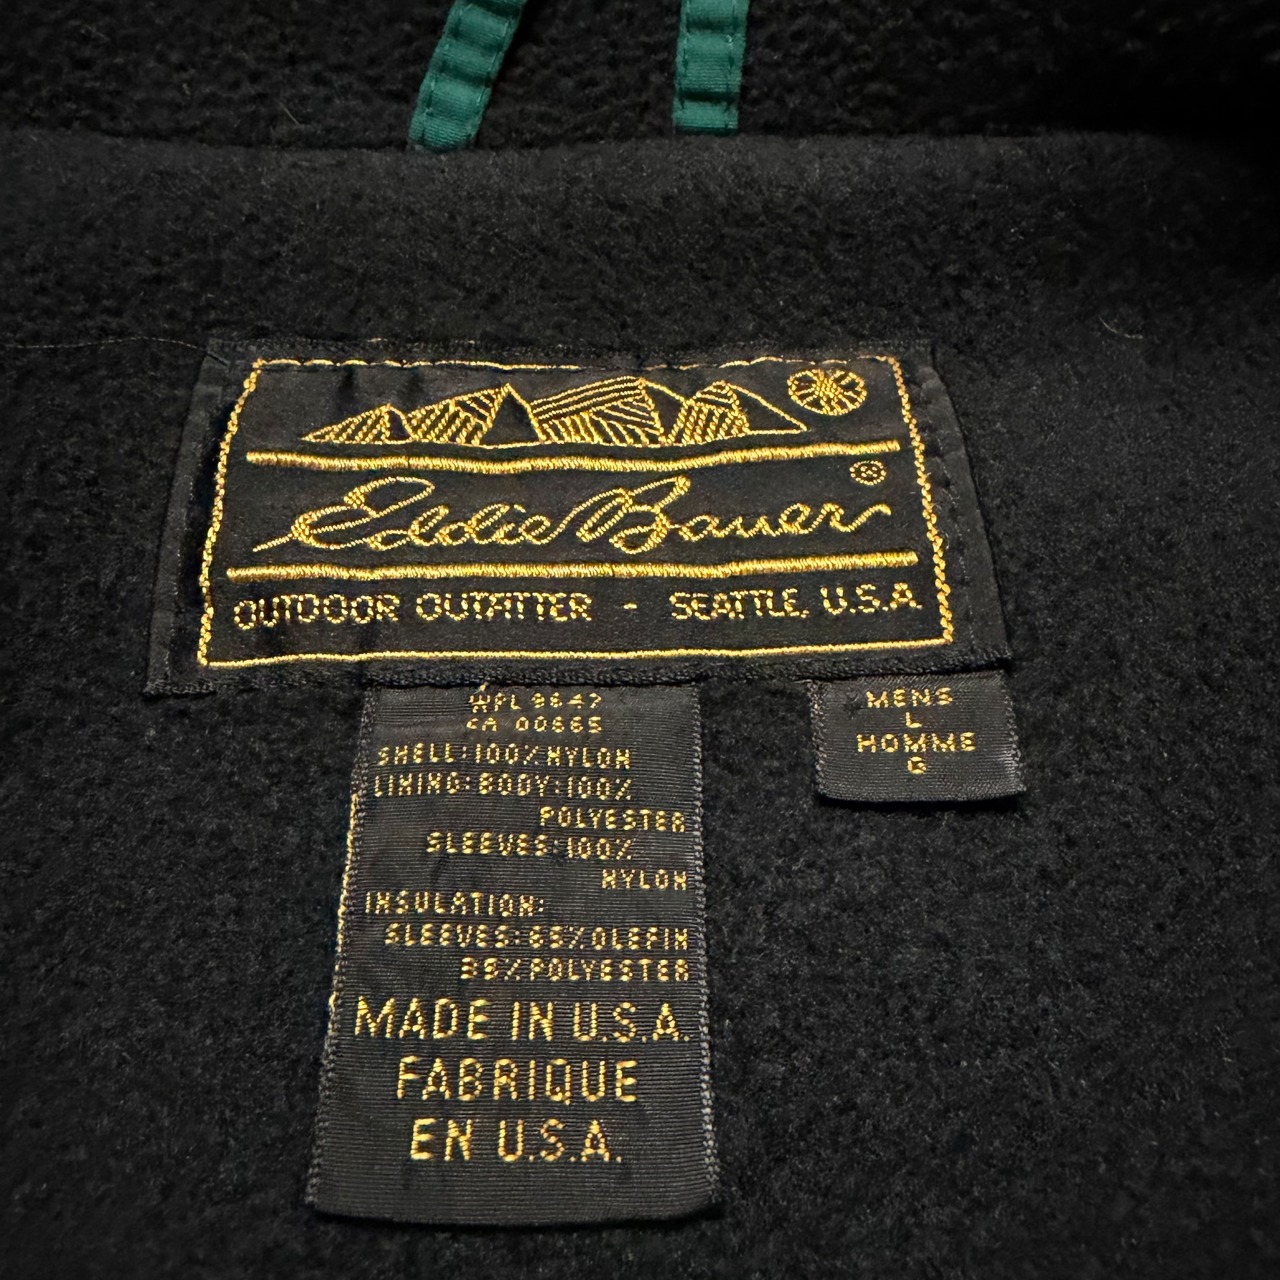 Eddie Bauer®
OUTDOOR OUTFITTER - SEATTLE, U.S.A.
WPL 9647
CA 00665
SHELL:100% NYLON
LINING:BODY:100%
POLYESTER
SLEEVES:100%
NYLON
INSULATION:
SLEEVES:65% OLEFIN
35% POLYESTER
MADE IN U.S.A.
FABRIQUE
EN U.S.A.
MENS
L
HOMME
G